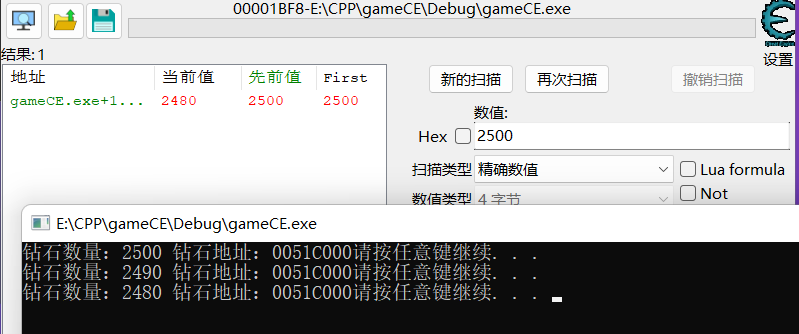 00001BF8-E:\CPP\gameCE\Debug\gameCE.exe
设置
结果: 1
地址 当前值 先前值 First
gameCE.exe+1... 2480 2500 2500
新的扫描 再次扫描 撤销扫描
数值:
Hex 2500
扫描类型 精确数值 Lua formula
数值类型 4 字节 Not
E:\CPP\gameCE\Debug\gameCE.exe
钻石数量：2500 钻石地址：0051C000请按任意键继续. . .
钻石数量：2490 钻石地址：0051C000请按任意键继续. . .
钻石数量：2480 钻石地址：0051C000请按任意键继续. . .